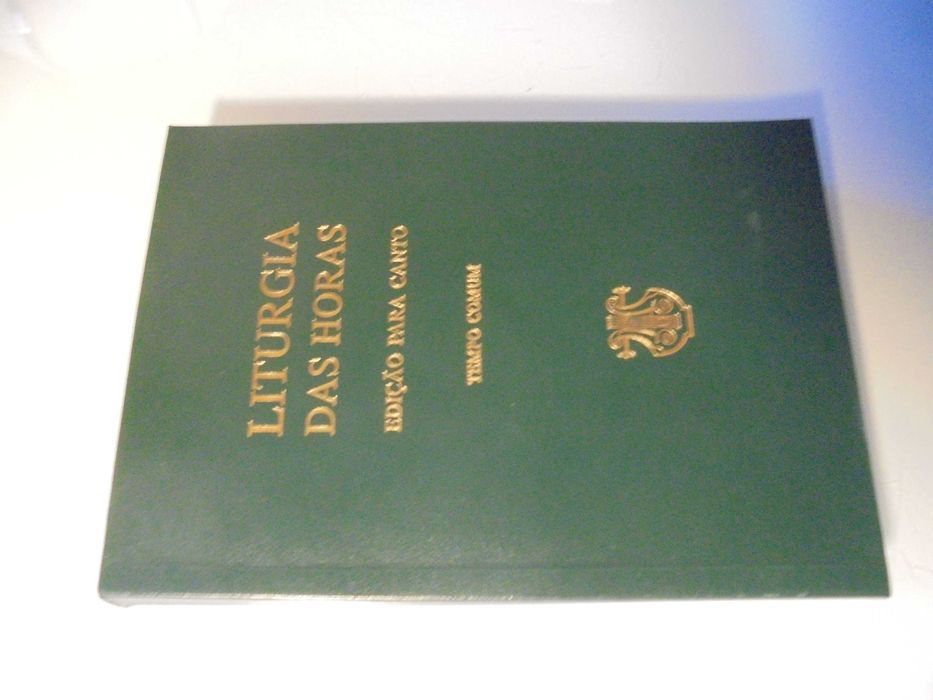 LITURGIA
DAS HORAS
EDIÇÃO PARA CANTO
TEMPO COMUM